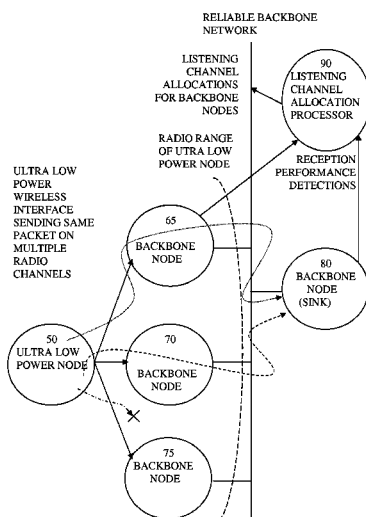 RELIABLE BACKBONE
NETWORK
LISTENING
CHANNEL
ALLOCATIONS
FOR BACKBONE
NODES
90
LISTENING
CHANNEL
ALLOCATION
PROCESSOR
RADIO RANGE
OF UTRA LOW
POWER NODE
RECEPTION
PERFORMANCE
DETECTIONS
ULTRA LOW
POWER
WIRELESS
INTERFACE
SENDING SAME
PACKET ON
MULTIPLE
RADIO
CHANNELS
65
BACKBONE
NODE
80
BACKBONE
NODE
(SINK)
50
ULTRA LOW
POWER NODE
70
BACKBONE
NODE
75
BACKBONE
NODE